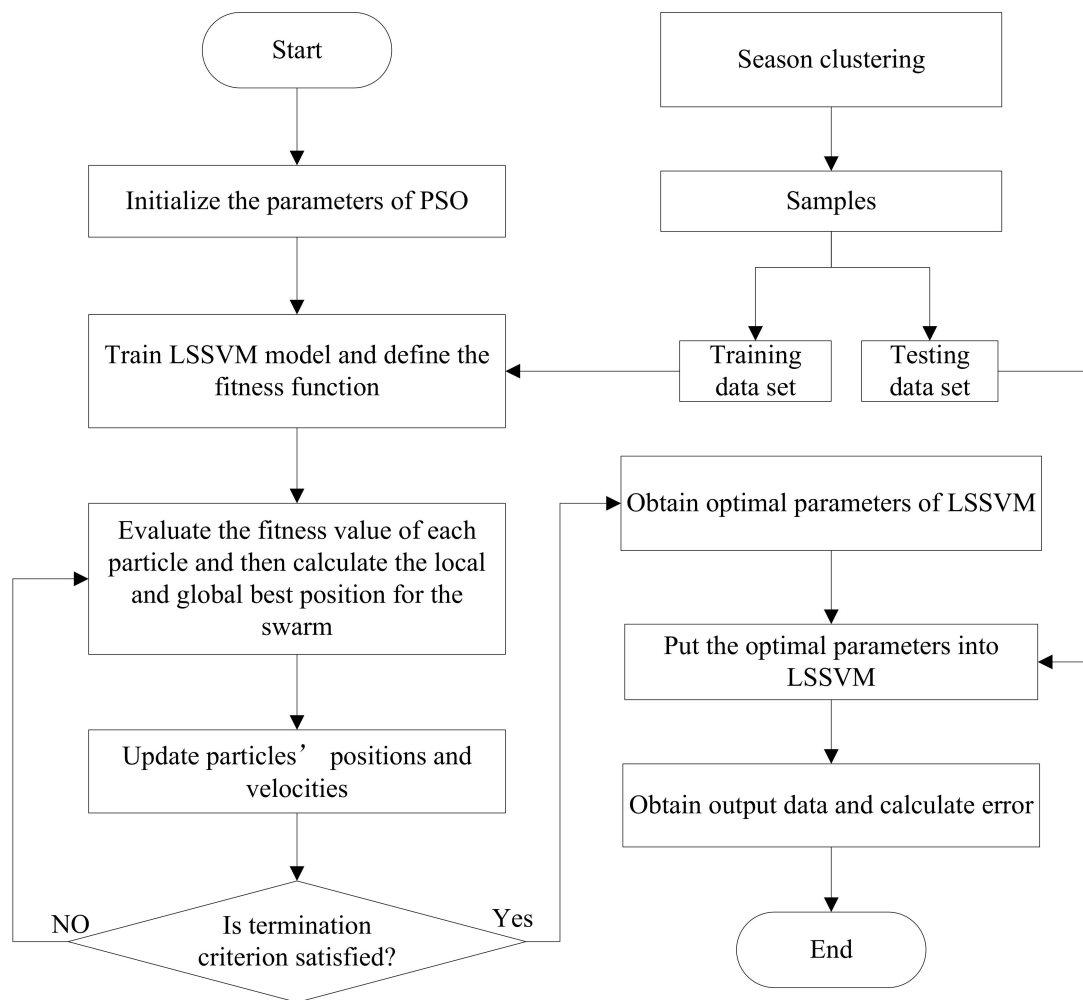 Start
Initialize the parameters of PSO
Train LSSVM model and define the
fitness function
Evaluate the fitness value of each
particle and then calculate the local
and global best position for the
swarm
Update particles’ positions and
velocities
NO
Is termination
criterion satisfied?
Yes
Season clustering
Samples
Training
data set
Testing
data set
Obtain optimal parameters of LSSVM
Put the optimal parameters into
LSSVM
Obtain output data and calculate error
End